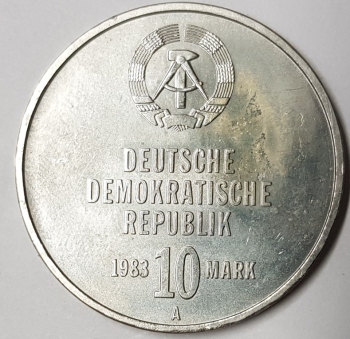 DEUTSCHE
DEMOKRATISCHE
REPUBLIK
1983 10 MARK
A